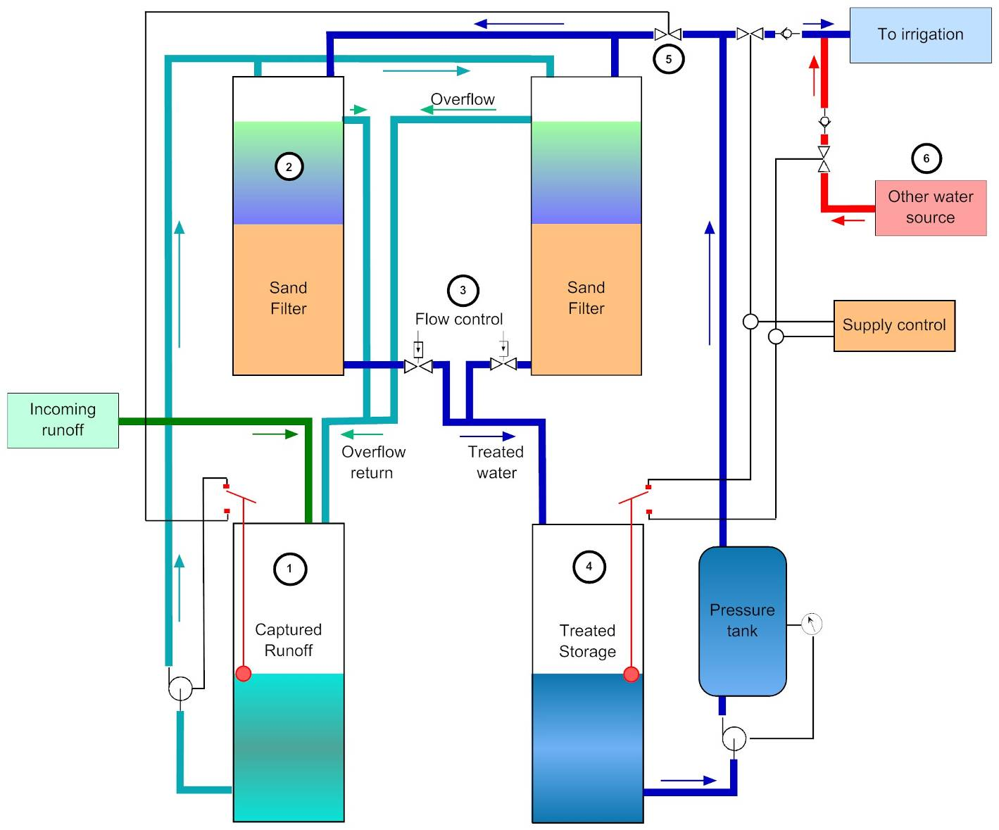 To irrigation
5
Overflow
2
6
Other water
source
3
Sand
Filter
Sand
Filter
Flow control
Supply control
Incoming
runoff
Overflow
return
Treated
water
1
4
Captured
Runoff
Treated
Storage
Pressure
tank